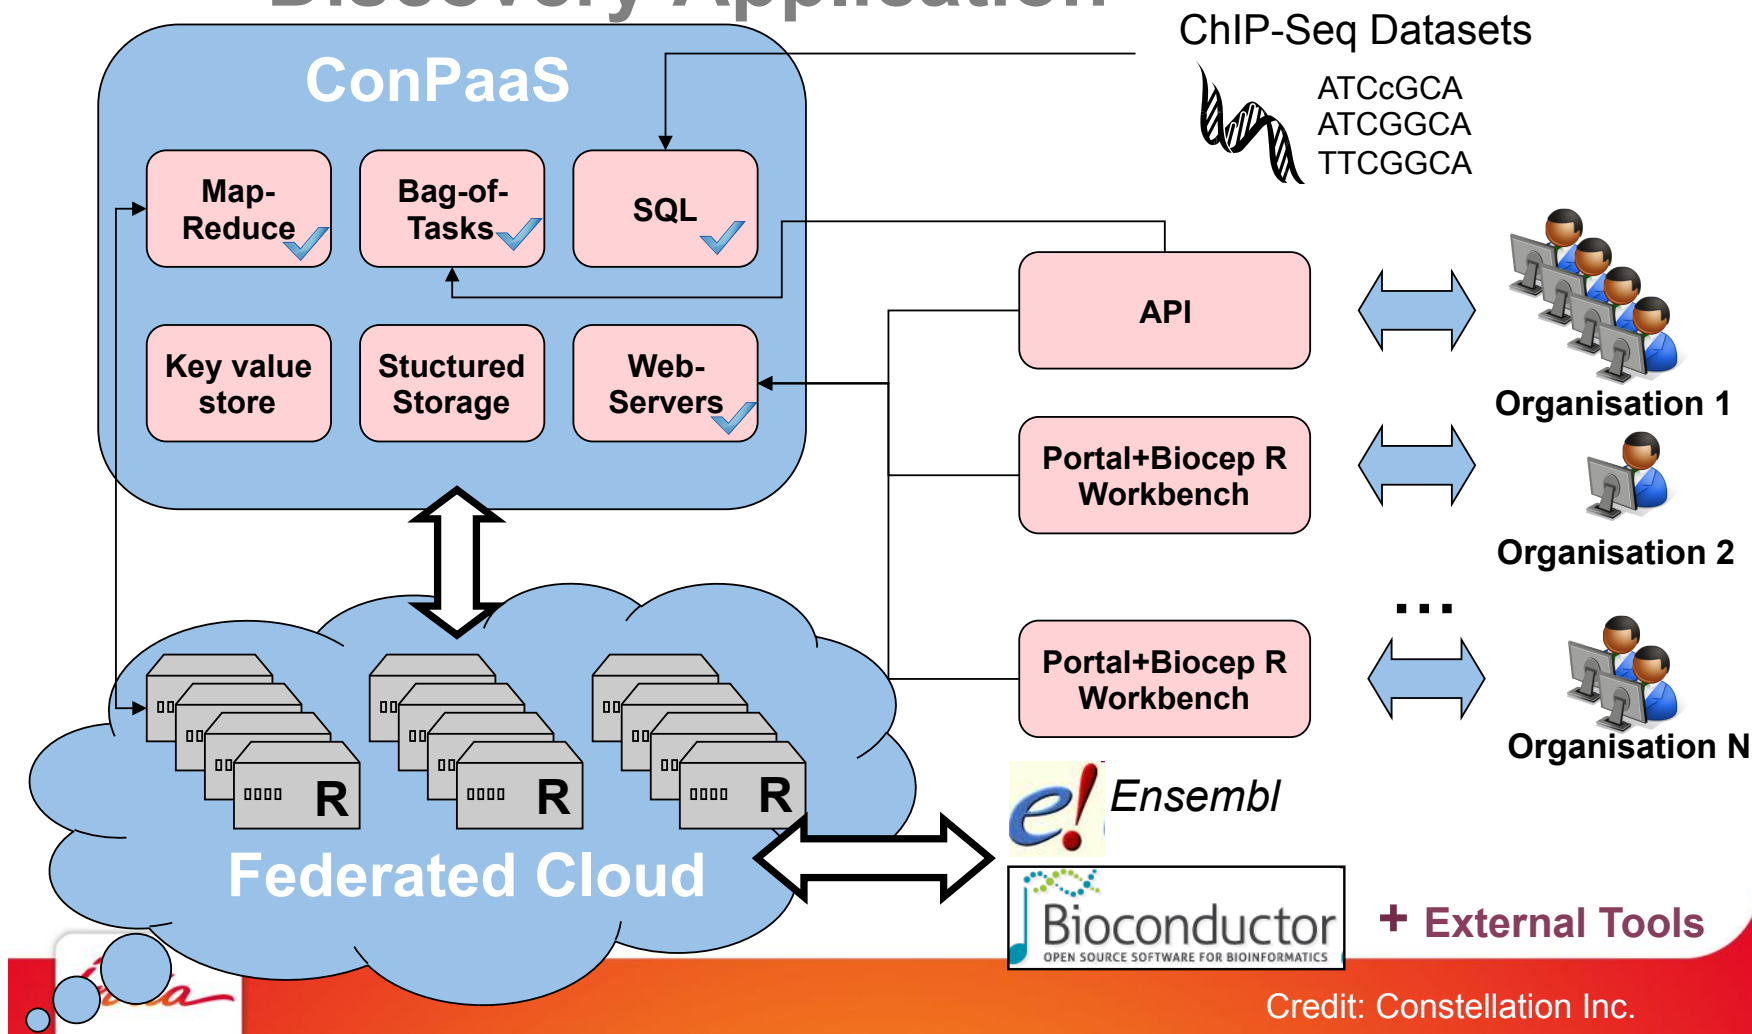 Discovery Application
ConPaaS
ChIP-Seq Datasets
ATCcGCA
ATCGGCA
TTCGGCA
Map-
Reduce
Bag-of-
Tasks
SQL
Key value
store
Stuctured
Storage
Web-
Servers
API
Organisation 1
Portal+Biocep R
Workbench
Organisation 2
...
Portal+Biocep R
Workbench
Organisation N
R
R
R
Federated Cloud
e! Ensembl
Bioconductor
OPEN SOURCE SOFTWARE FOR BIOINFORMATICS
+ External Tools
Credit: Constellation Inc.